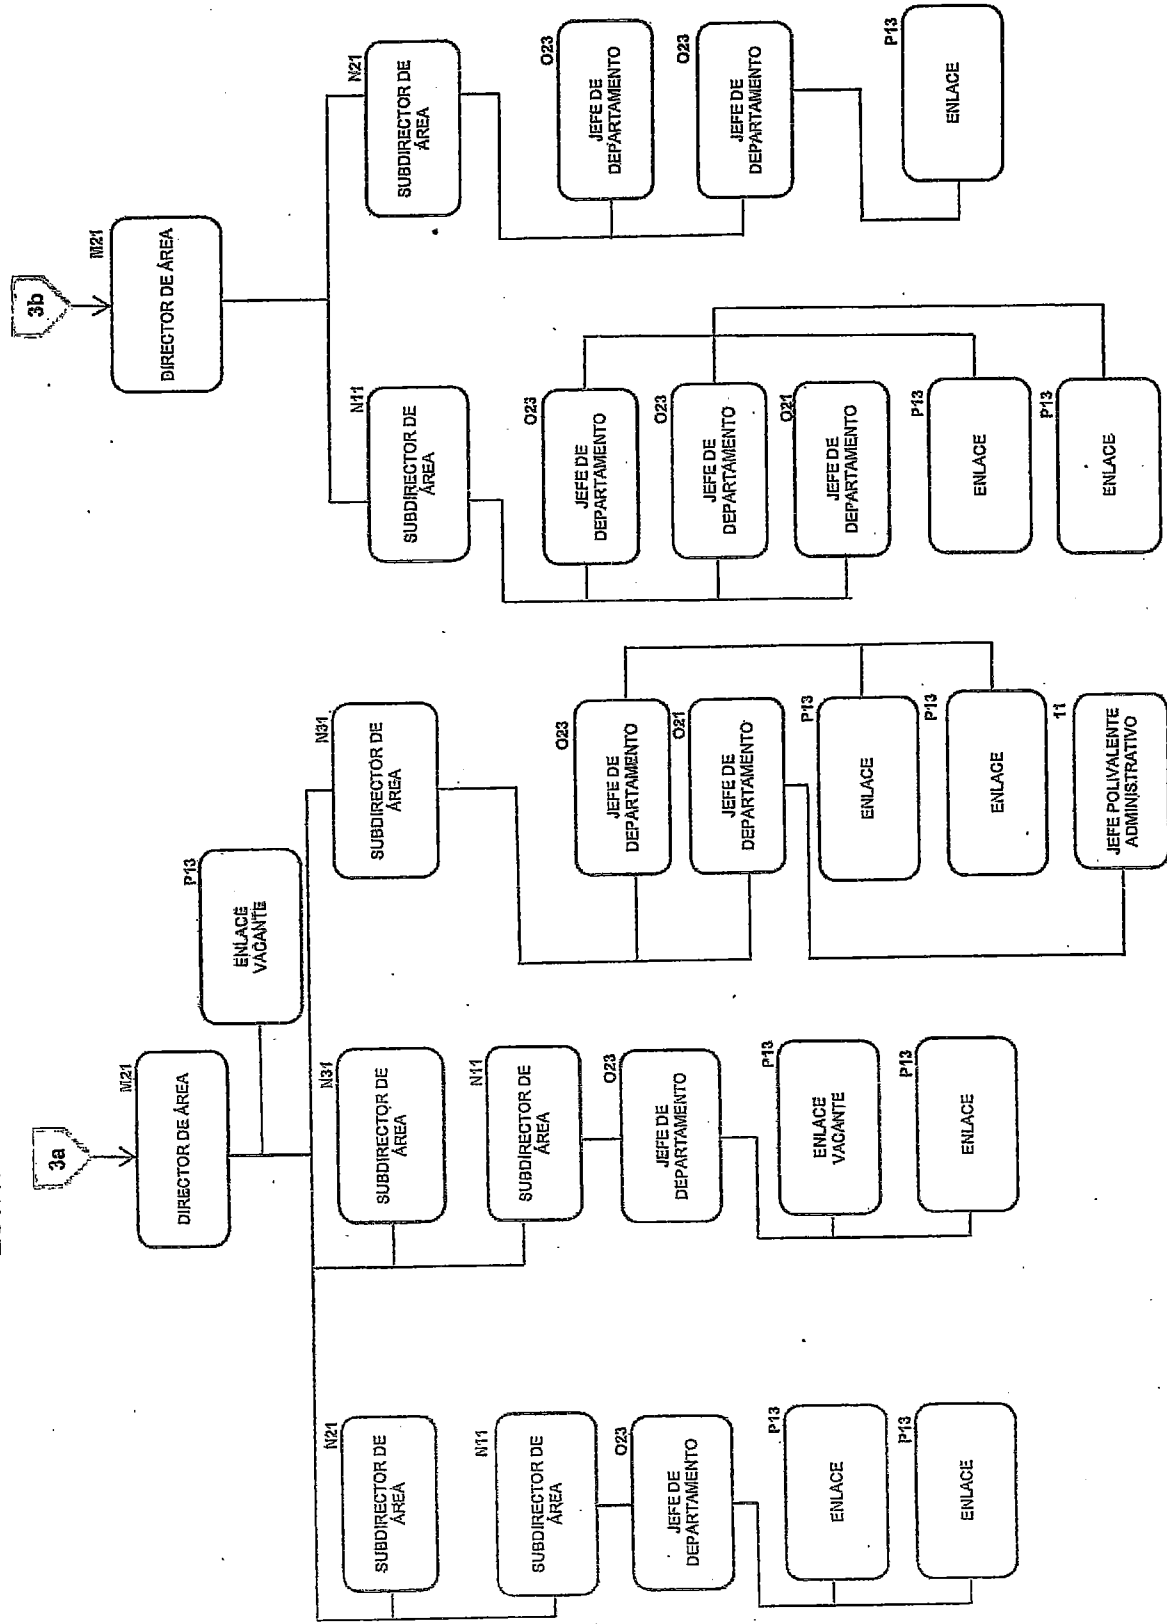 3a
M21
DIRECTOR DE ÁREA
P13
ENLACE
VACANTE
N21
SUBDIRECTOR DE
ÁREA
N11
SUBDIRECTOR DE
ÁREA
O23
JEFE DE
DEPARTAMENTO
P13
ENLACE
P13
ENLACE
N31
SUBDIRECTOR DE
ÁREA
N11
SUBDIRECTOR DE
ÁREA
O23
JEFE DE
DEPARTAMENTO
P13
ENLACE
VACANTE
P13
ENLACE
N31
SUBDIRECTOR DE
ÁREA
O23
JEFE DE
DEPARTAMENTO
O21
JEFE DE
DEPARTAMENTO
P13
ENLACE
P13
ENLACE
11
JEFE POLIVALENTE
ADMINISTRATIVO
3b
M21
DIRECTOR DE ÁREA
N11
SUBDIRECTOR DE
ÁREA
O23
JEFE DE
DEPARTAMENTO
O23
JEFE DE
DEPARTAMENTO
O21
JEFE DE
DEPARTAMENTO
P13
ENLACE
P13
ENLACE
N21
SUBDIRECTOR DE
ÁREA
O23
JEFE DE
DEPARTAMENTO
O23
JEFE DE
DEPARTAMENTO
P13
ENLACE